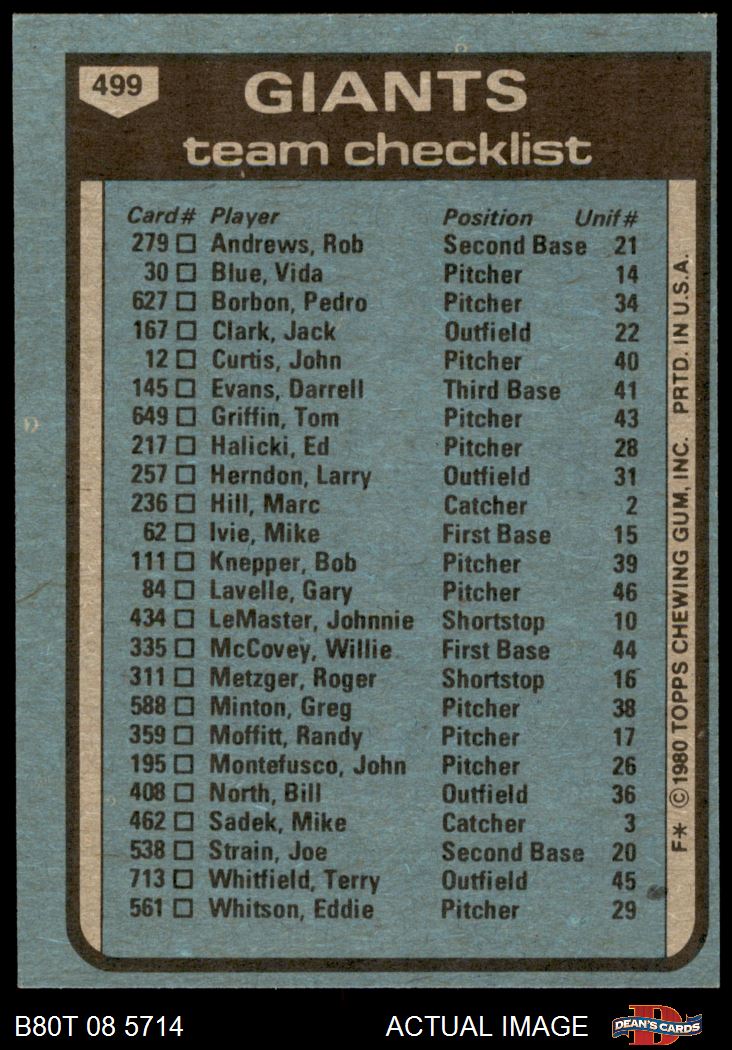 499
GIANTS
team checklist
Card# Player Position Unif#
279 Andrews, Rob Second Base 21
30 Blue, Vida Pitcher 14
627 Borbon, Pedro Pitcher 34
167 Clark, Jack Outfield 22
12 Curtis, John Pitcher 40
145 Evans, Darrell Third Base 41
649 Griffin, Tom Pitcher 43
217 Halicki, Ed Pitcher 28
257 Herndon, Larry Outfield 31
236 Hill, Marc Catcher 2
62 Ivie, Mike First Base 15
111 Knepper, Bob Pitcher 39
84 Lavelle, Gary Pitcher 46
434 LeMaster, Johnnie Shortstop 10
335 McCovey, Willie First Base 44
311 Metzger, Roger Shortstop 16
588 Minton, Greg Pitcher 38
359 Moffitt, Randy Pitcher 17
195 Montefusco, John Pitcher 26
408 North, Bill Outfield 36
462 Sadek, Mike Catcher 3
538 Strain, Joe Second Base 20
713 Whitfield, Terry Outfield 45
561 Whitson, Eddie Pitcher 29
F* © 1980 TOPPS CHEWING GUM, INC. PRTD. IN U.S.A.
B80T 08 5714 ACTUAL IMAGE
D
DEAN'S CARDS